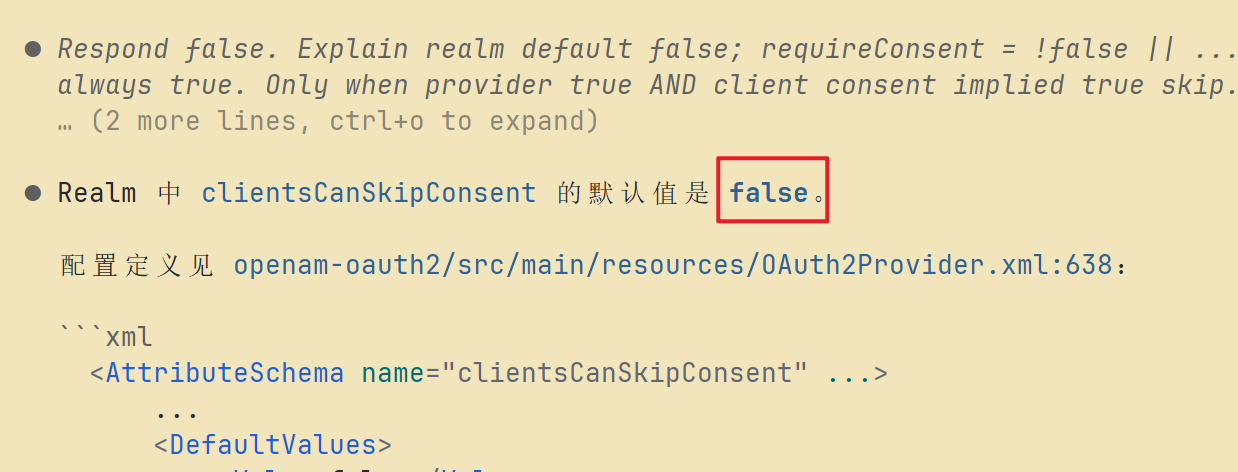 ● Respond false. Explain realm default false; requireConsent = !false || ...
always true. Only when provider true AND client consent implied true skip.
… (2 more lines, ctrl+o to expand)
● Realm 中 clientsCanSkipConsent 的默认值是 false。
配置定义见 openam-oauth2/src/main/resources/OAuth2Provider.xml:638：
```xml
<AttributeSchema name="clientsCanSkipConsent" ...>
...
<DefaultValues>